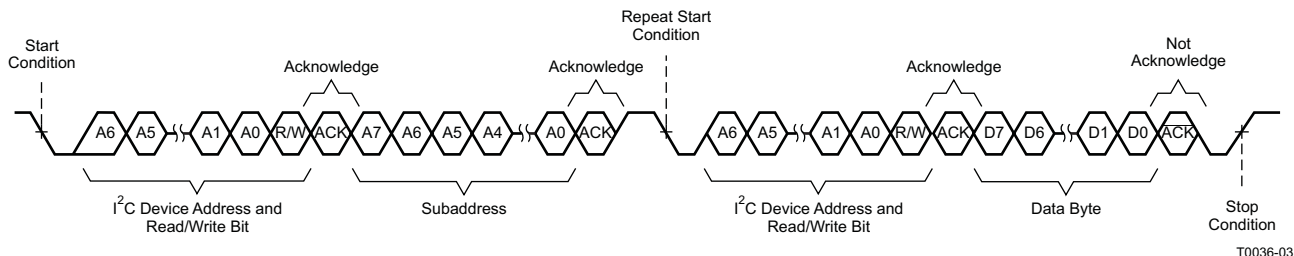 Repeat Start
Condition
Start
Condition
Not
Acknowledge
Acknowledge
Acknowledge
Acknowledge
A6 A5 A1 A0 R/W ACK A7 A6 A5 A4 A0 ACK A6 A5 A1 A0 R/W ACK D7 D6 D1 D0 A̅C̅K̅
I²C Device Address and
Read/Write Bit
Subaddress
I²C Device Address and
Read/Write Bit
Data Byte
Stop
Condition
T0036-03